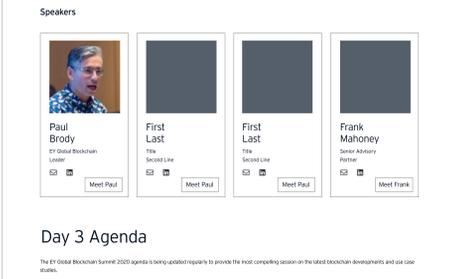 Speakers
Paul
Brody
EY Global Blockchain
Leader
Meet Paul
First
Last
Title
Second Line
Meet Paul
First
Last
Title
Second Line
Meet Paul
Frank
Mahoney
Senior Advisory
Partner
Meet Frank
Day 3 Agenda
The EY Global Blockchain Summit 2020 agenda is being updated regularly to provide the most compelling session on the latest blockchain developments and use case
studies.